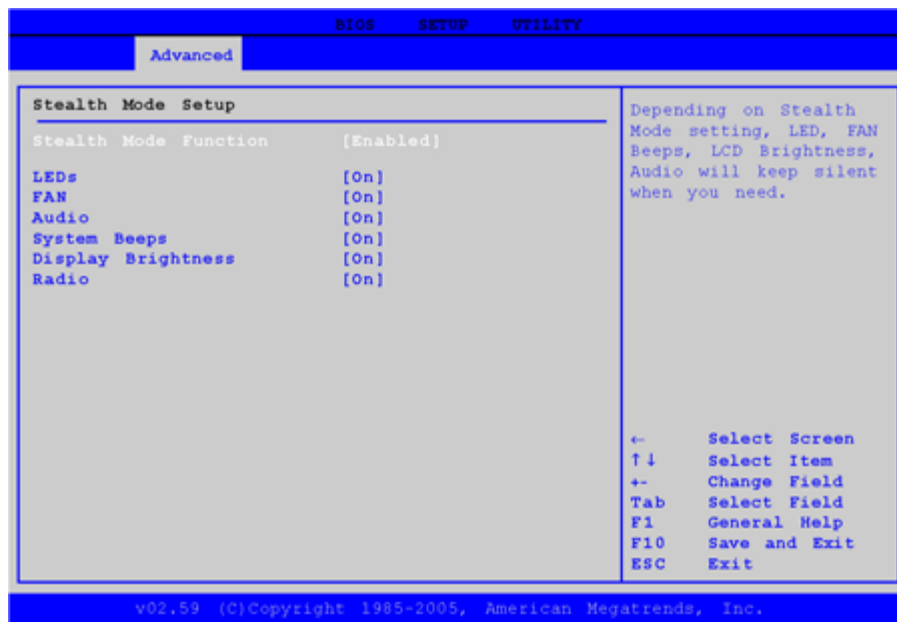 BIOS SETUP UTILITY
Advanced
Stealth Mode Setup
Stealth Mode Function [Enabled]
LEDs [On]
FAN [On]
Audio [On]
System Beeps [On]
Display Brightness [On]
Radio [On]
Depending on Stealth
Mode setting, LED, FAN
Beeps, LCD Brightness,
Audio will keep silent
when you need.
← Select Screen
↑↓ Select Item
+- Change Field
Tab Select Field
F1 General Help
F10 Save and Exit
ESC Exit
v02.59 (C)Copyright 1985-2005, American Megatrends, Inc.